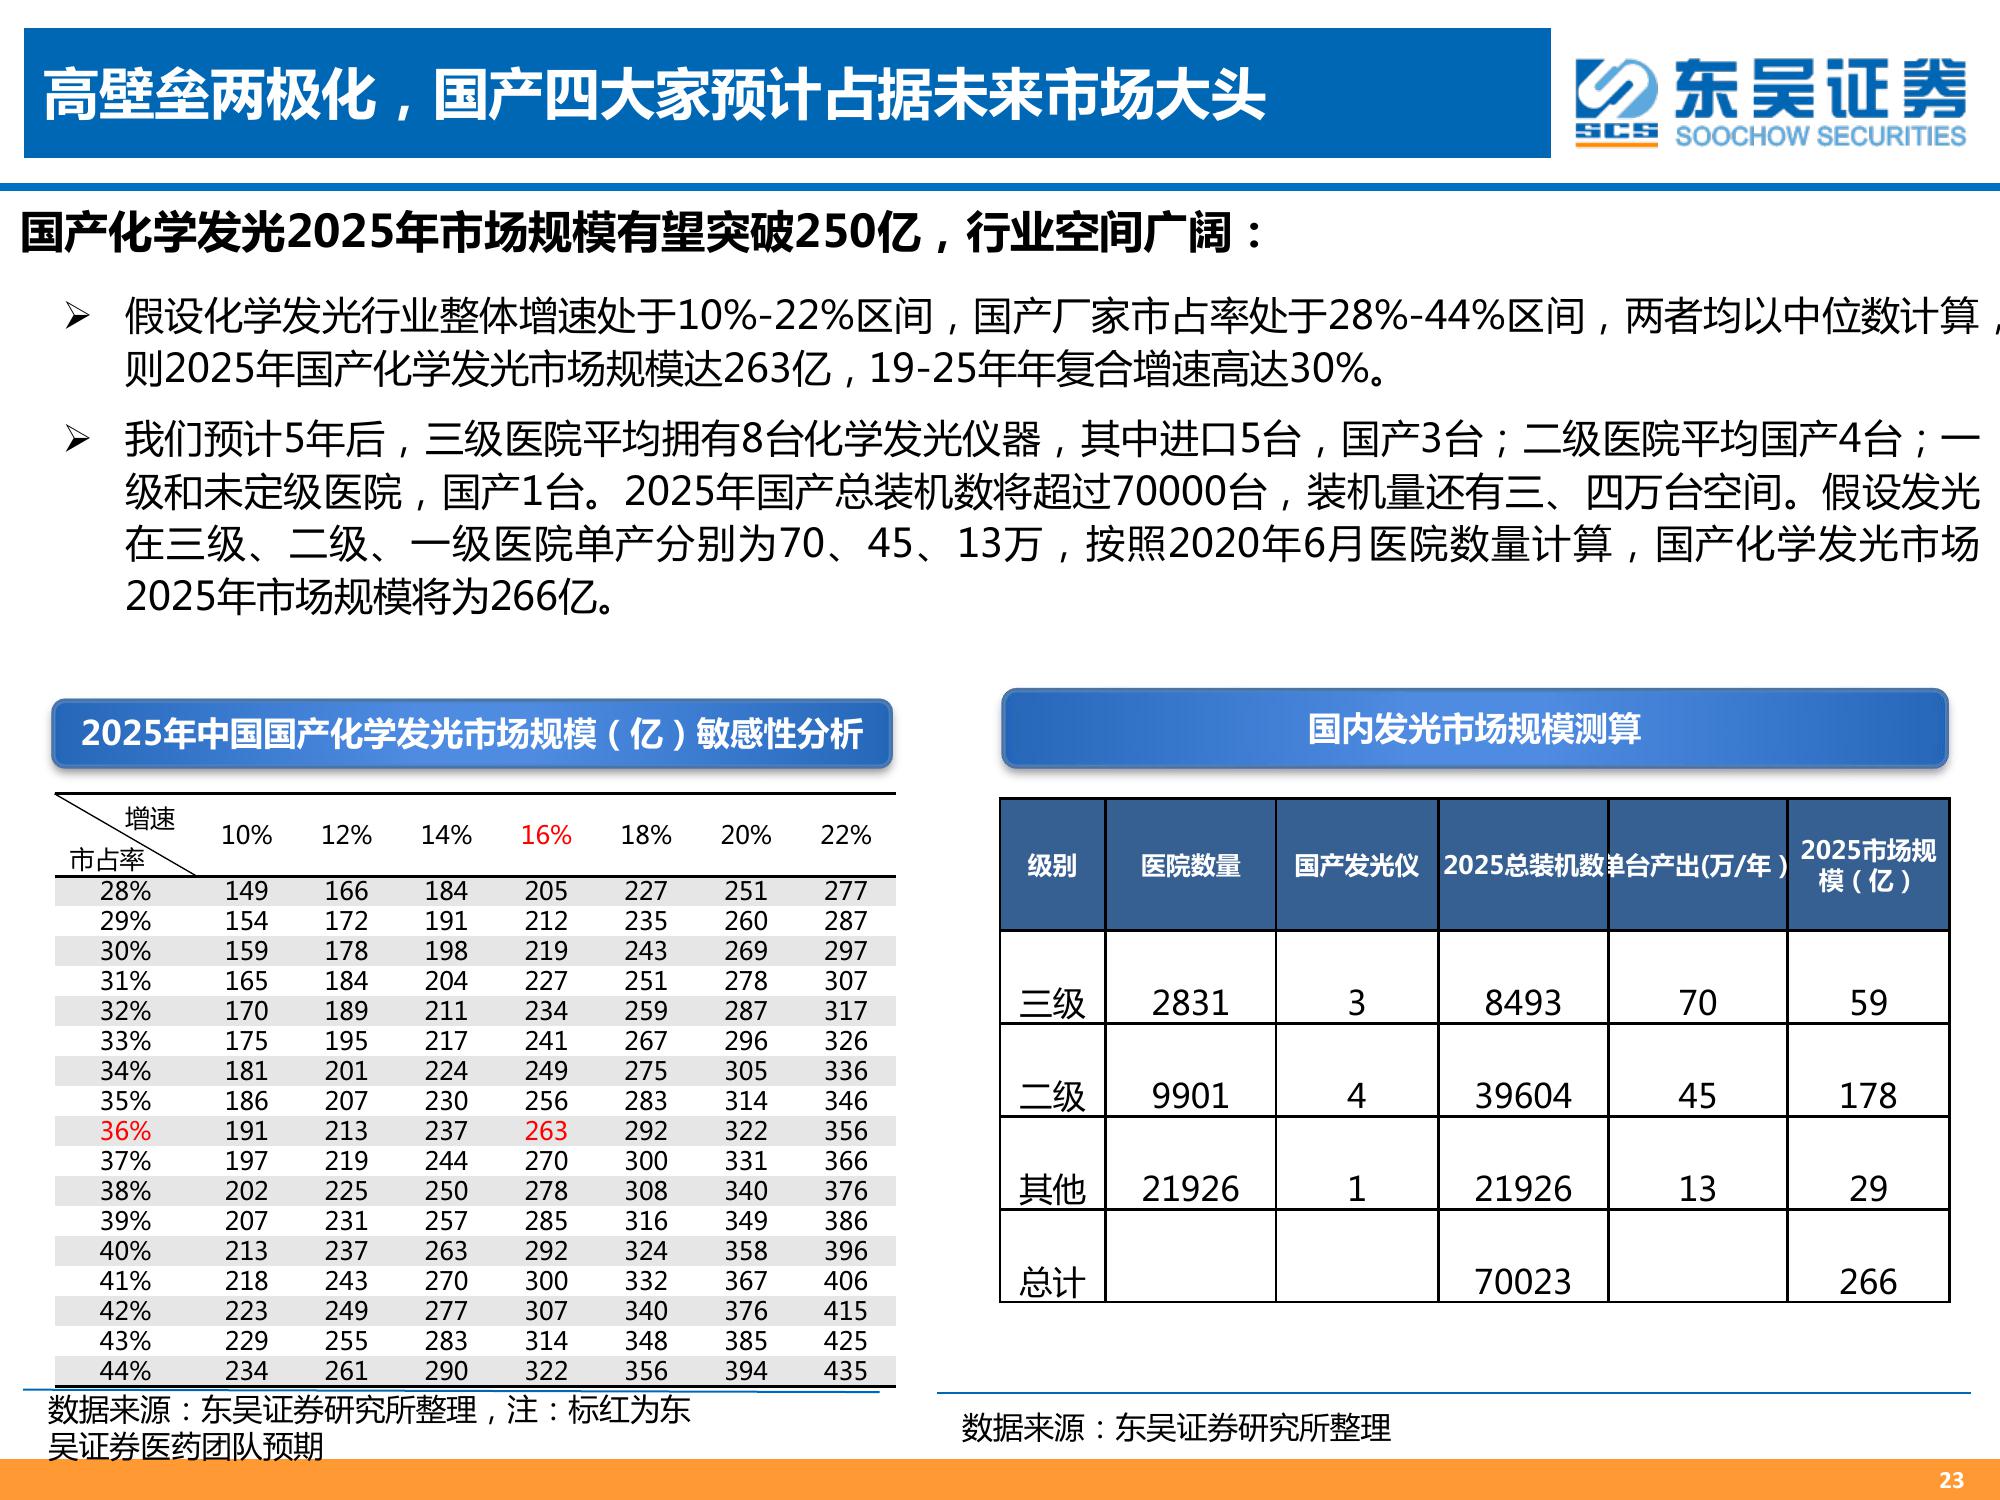 高壁垒两极化，国产四大家预计占据未来市场大头
东吴证券
SCS
SOOCHOW SECURITIES
国产化学发光2025年市场规模有望突破250亿，行业空间广阔：
➢ 假设化学发光行业整体增速处于10%-22%区间，国产厂家市占率处于28%-44%区间，两者均以中位数计算，
则2025年国产化学发光市场规模达263亿，19-25年年复合增速高达30%。
➢ 我们预计5年后，三级医院平均拥有8台化学发光仪器，其中进口5台，国产3台；二级医院平均国产4台；一
级和未定级医院，国产1台。2025年国产总装机数将超过70000台，装机量还有三、四万台空间。假设发光
在三级、二级、一级医院单产分别为70、45、13万，按照2020年6月医院数量计算，国产化学发光市场
2025年市场规模将为266亿。
2025年中国国产化学发光市场规模（亿）敏感性分析
增速
市占率 10% 12% 14% 16% 18% 20% 22%
28% 149 166 184 205 227 251 277
29% 154 172 191 212 235 260 287
30% 159 178 198 219 243 269 297
31% 165 184 204 227 251 278 307
32% 170 189 211 234 259 287 317
33% 175 195 217 241 267 296 326
34% 181 201 224 249 275 305 336
35% 186 207 230 256 283 314 346
36% 191 213 237 263 292 322 356
37% 197 219 244 270 300 331 366
38% 202 225 250 278 308 340 376
39% 207 231 257 285 316 349 386
40% 213 237 263 292 324 358 396
41% 218 243 270 300 332 367 406
42% 223 249 277 307 340 376 415
43% 229 255 283 314 348 385 425
44% 234 261 290 322 356 394 435
数据来源：东吴证券研究所整理，注：标红为东
吴证券医药团队预期
国内发光市场规模测算
级别 医院数量 国产发光仪 2025总装机数 单台产出(万/年） 2025市场规
模（亿）
三级 2831 3 8493 70 59
二级 9901 4 39604 45 178
其他 21926 1 21926 13 29
总计 70023 266
数据来源：东吴证券研究所整理
23